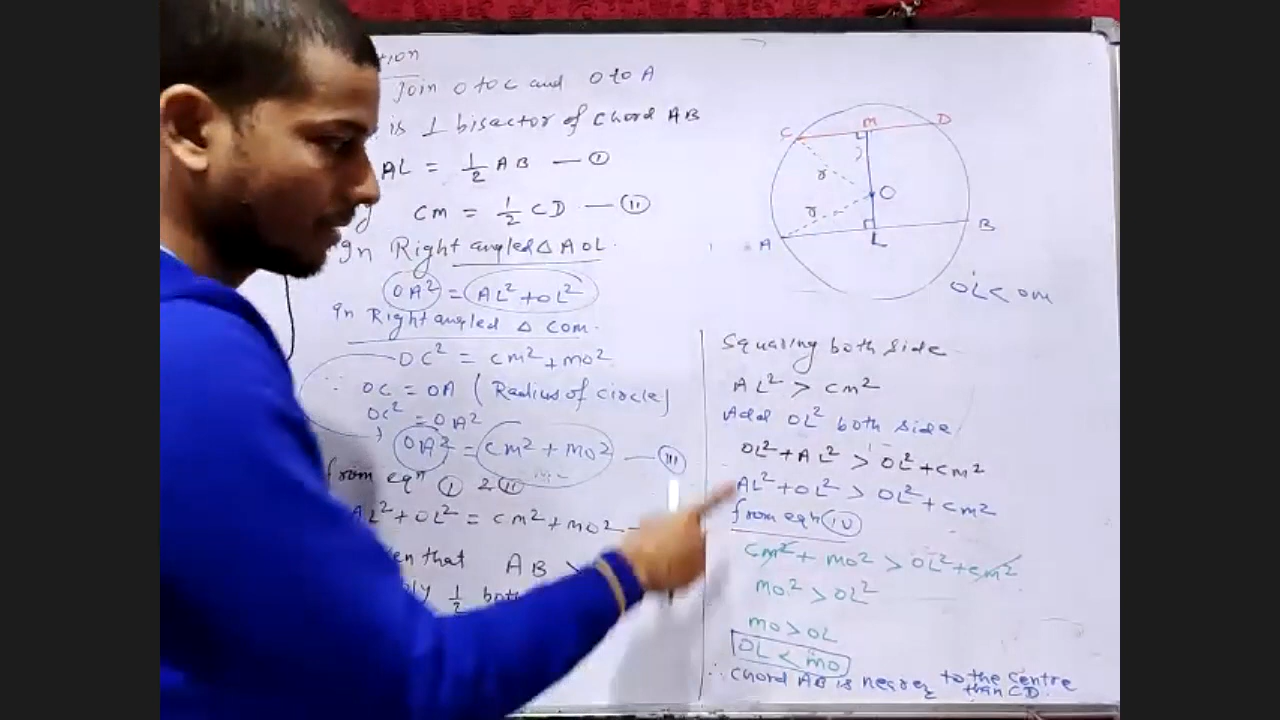 Join O to C and O to A
is ⊥ bisector of chord AB
AL = 1/2 AB — (I)
CM = 1/2 CD — (II)
In Right angled △ AOL.
OA² = AL² + OL²
In Right angled △ COM.
OC² = CM² + MO²
∵ OC = OA (Radius of circle)
OC² = OA²
OA² = CM² + MO² — (III)
from eqn (I) & (II)
AL² + OL² = CM² + MO² —
that AB >
1/2
C M D
r
O
r
A L B
OL < OM
Squaring both side
AL² > CM²
Add OL² both side
OL² + AL² > OL² + CM²
AL² + OL² > OL² + CM²
from eqn (IV)
CM² + MO² > OL² + CM²
MO² > OL²
MO > OL
OL < MO
∴ Chord AB is nearer to the centre
than CD.